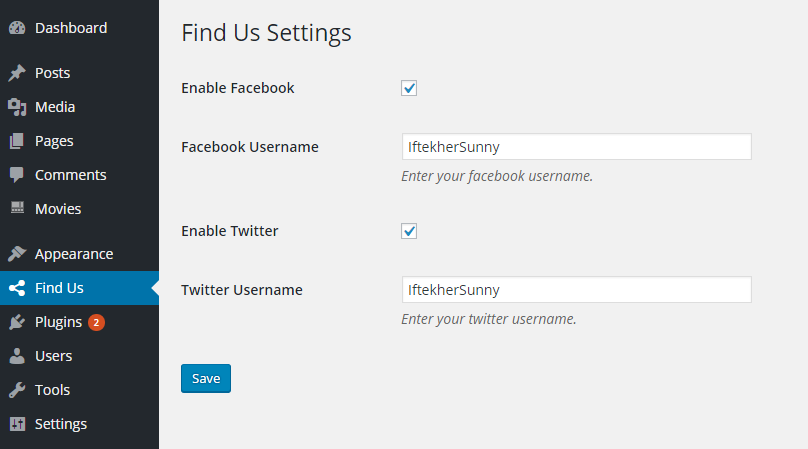 Dashboard
Posts
Media
Pages
Comments
Movies
Appearance
Find Us
Plugins 2
Users
Tools
Settings
Find Us Settings
Enable Facebook
Facebook Username IftekherSunny
Enter your facebook username.
Enable Twitter
Twitter Username IftekherSunny
Enter your twitter username.
Save